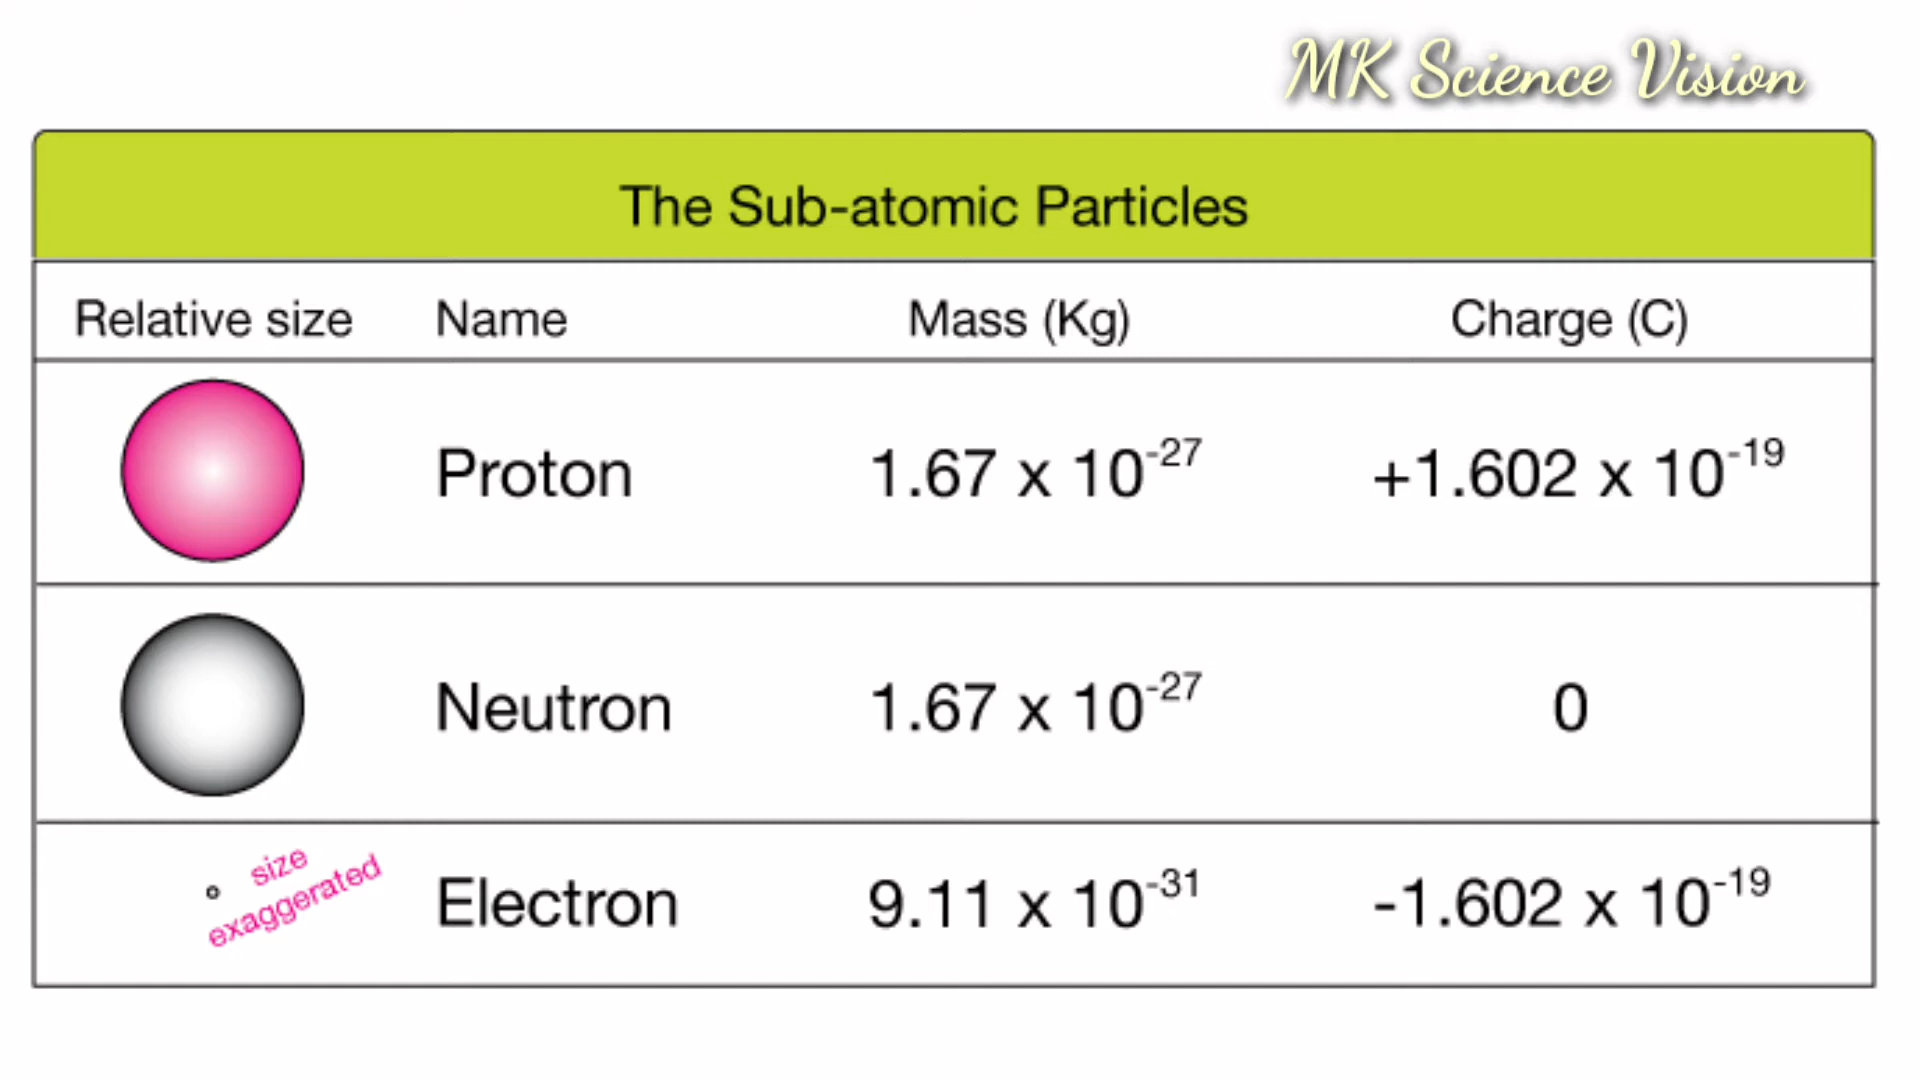 MK Science Vision
The Sub-atomic Particles
Relative size Name Mass (Kg) Charge (C)
Proton 1.67 x 10⁻²⁷ +1.602 x 10⁻¹⁹
Neutron 1.67 x 10⁻²⁷ 0
size
exaggerated
Electron 9.11 x 10⁻³¹ -1.602 x 10⁻¹⁹